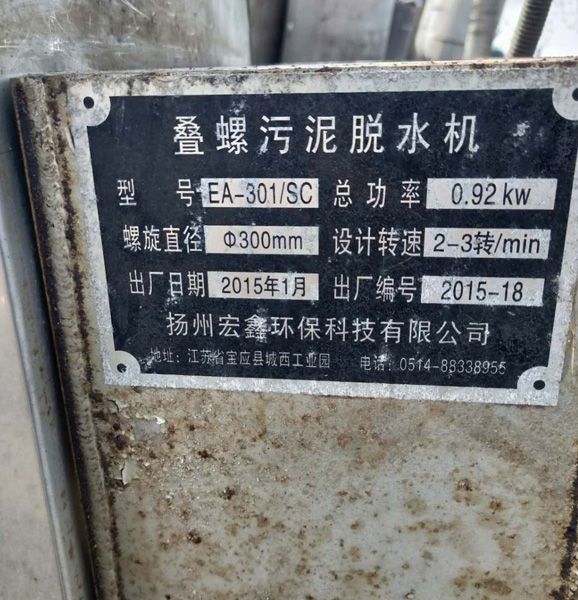 叠螺污泥脱水机
型 号 EA-301/SC 总功率 0.92kw
螺旋直径 Φ300mm 设计转速 2-3转/min
出厂日期 2015年1月 出厂编号 2015-18
扬州宏鑫环保科技有限公司
地址：江苏省宝应县城西工业园 电话：0514-88338955